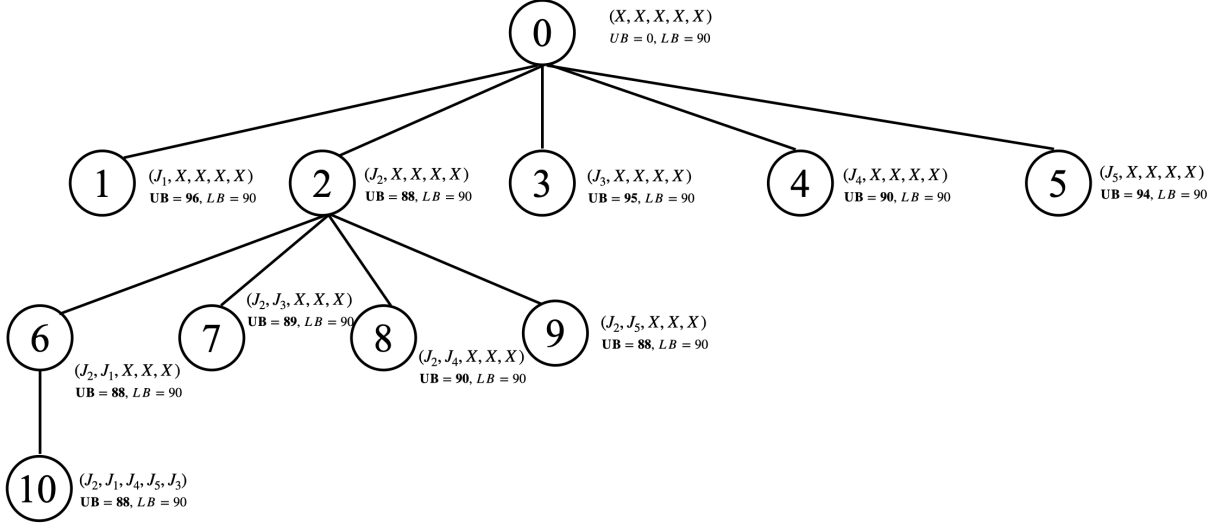 0
(X, X, X, X, X)
UB = 0, LB = 90
1
(J₁, X, X, X, X)
UB = 96, LB = 90
2
(J₂, X, X, X, X)
UB = 88, LB = 90
3
(J₃, X, X, X, X)
UB = 95, LB = 90
4
(J₄, X, X, X, X)
UB = 90, LB = 90
5
(J₅, X, X, X, X)
UB = 94, LB = 90
6
(J₂, J₁, X, X, X)
UB = 88, LB = 90
7
(J₂, J₃, X, X, X)
UB = 89, LB = 90
8
(J₂, J₄, X, X, X)
UB = 90, LB = 90
9
(J₂, J₅, X, X, X)
UB = 88, LB = 90
10
(J₂, J₁, J₄, J₅, J₃)
UB = 88, LB = 90